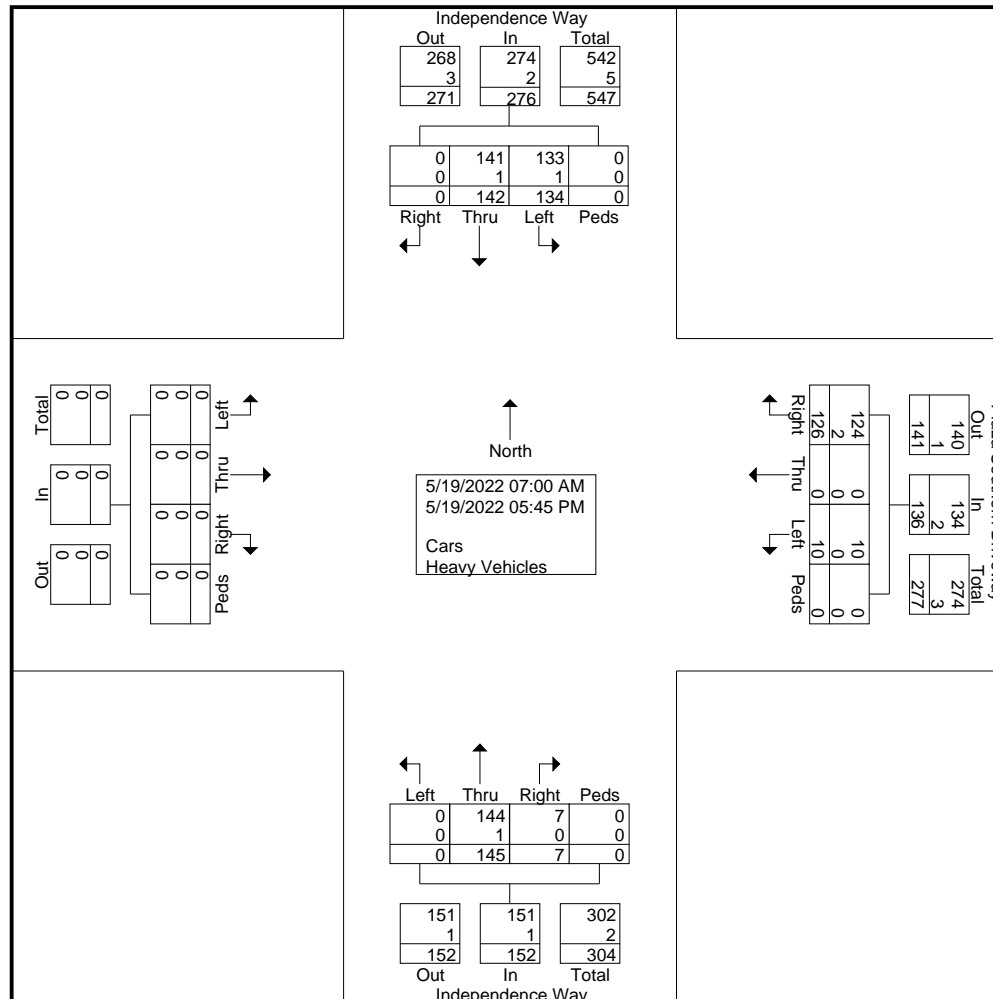 Independence Way
Out In Total
268 274 542
3 2 5
271 276 547
0 141 133 0
0 1 1 0
0 142 134 0
Right Thru Left Peds
Total In Out
0 0 0
0 0 0
0 0 0
Left Thru Right Peds
0 0 0 0
0 0 0 0
0 0 0 0
North
5/19/2022 07:00 AM
5/19/2022 05:45 PM
Cars
Heavy Vehicles
Right Thru Left Peds
124 0 10 0
2 0 0 0
126 0 10 0
Out In Total
140 134 274
1 2 3
141 136 277
Left Thru Right Peds
0 144 7 0
0 1 0 0
0 145 7 0
151 151 302
1 1 2
152 152 304
Out In Total
Independence Way